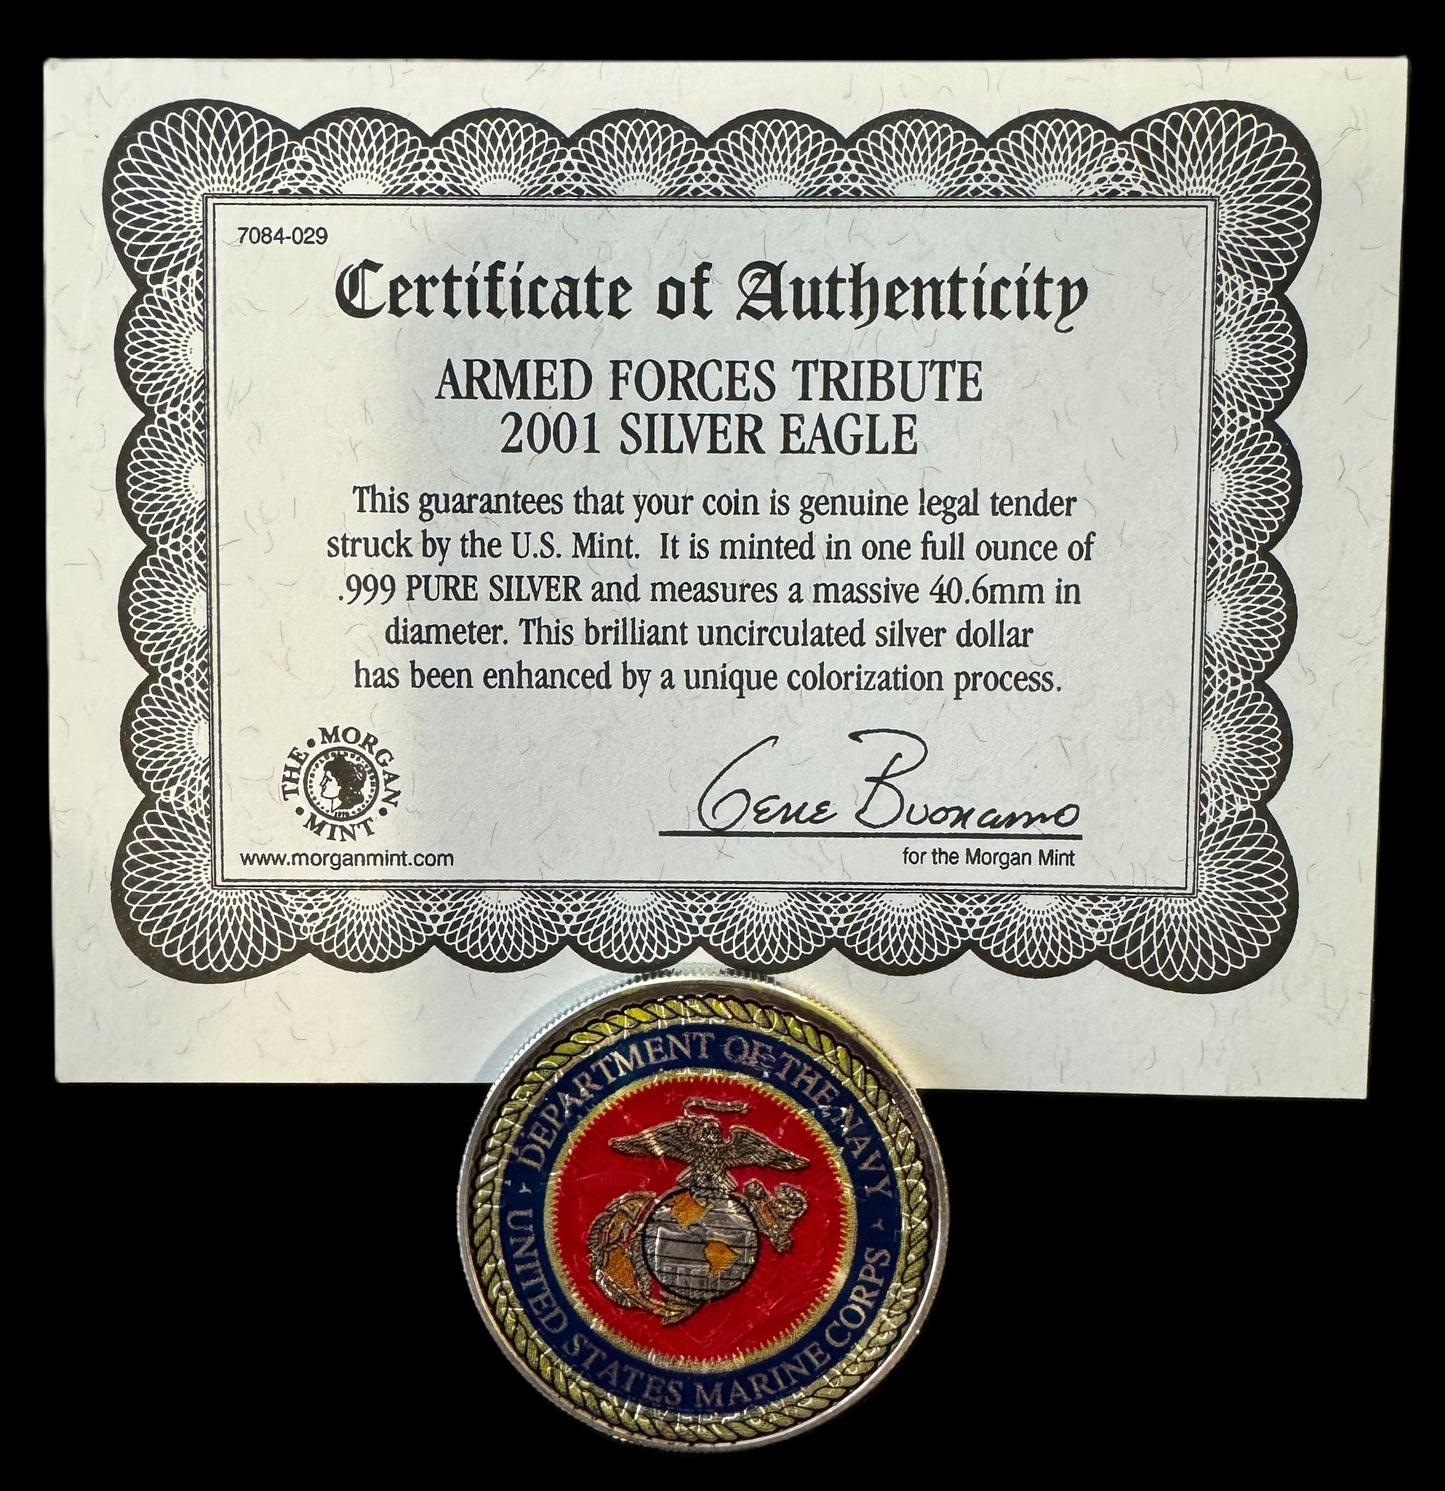 7084-029
Certificate of Authenticity
ARMED FORCES TRIBUTE
2001 SILVER EAGLE
This guarantees that your coin is genuine legal tender
struck by the U.S. Mint. It is minted in one full ounce of
.999 PURE SILVER and measures a massive 40.6mm in
diameter. This brilliant uncirculated silver dollar
has been enhanced by a unique colorization process.
THE • MORGAN • MINT •
www.morganmint.com
Gene Buonamo
for the Morgan Mint
DEPARTMENT OF THE NAVY
UNITED STATES MARINE CORPS